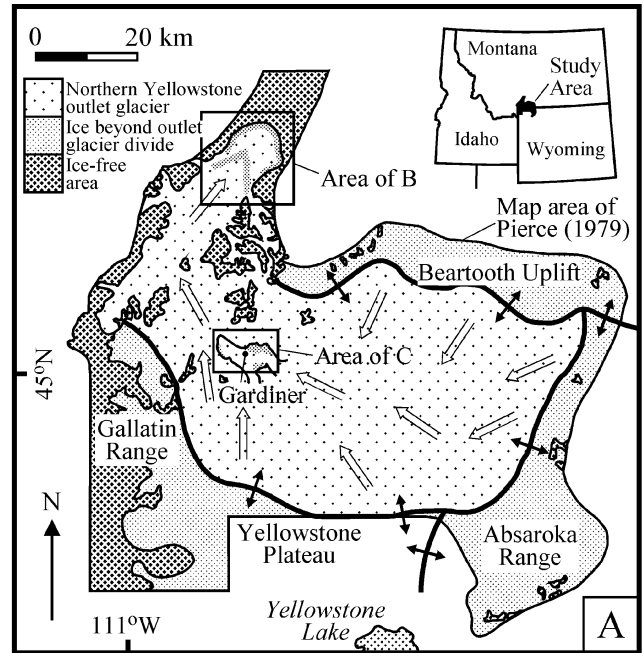 0 20 km
Northern Yellowstone
outlet glacier
Ice beyond outlet
glacier divide
Ice-free
area
Montana
Study
Area
Idaho
Wyoming
Area of B
Map area of
Pierce (1979)
Beartooth Uplift
Area of C
Gardiner
45°N
Gallatin
Range
N
Yellowstone
Plateau
Absaroka
Range
Yellowstone
Lake
111°W
A